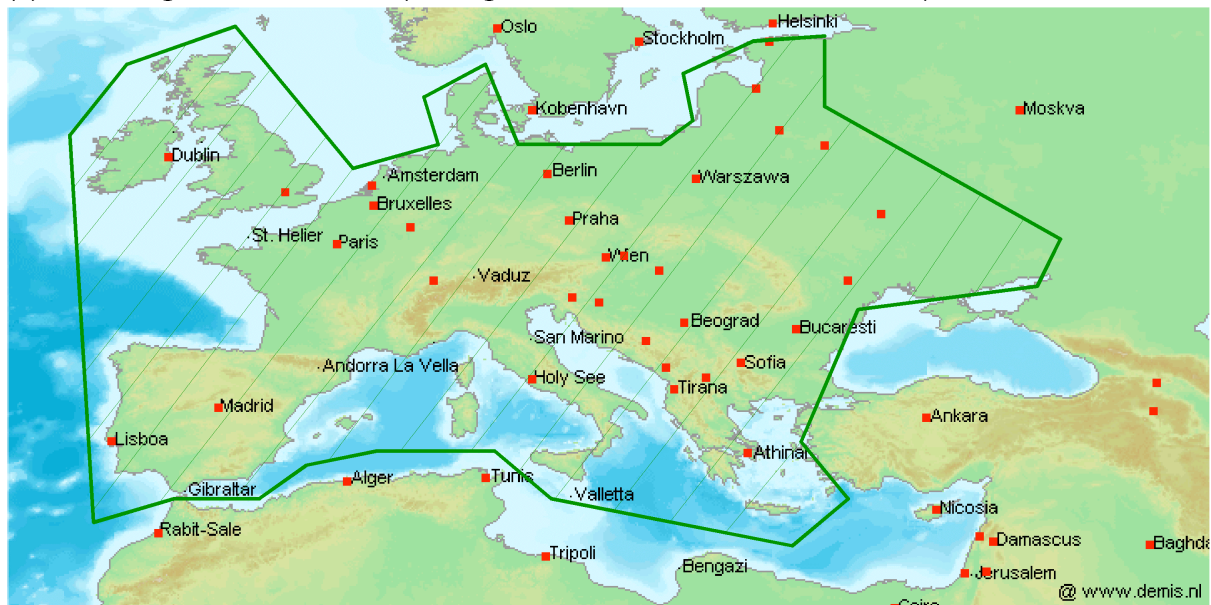 Oslo
Helsinki
Stockholm
Kobenhavn
Moskva
Dublin
Amsterdam
Berlin
Warszawa
Bruxelles
Praha
St. Helier
Paris
Wien
Vaduz
San Marino
Beograd
Bucaresti
Andorra La Vella
Holy See
Sofia
Tirana
Madrid
Ankara
Lisboa
Athinai
Gibraltar
Alger
Tunis
Valletta
Nicosia
Rabit-Sale
Tripoli
Damascus
Baghda
Bengazi
Jerusalem
@ www.demis.nl
Cairo